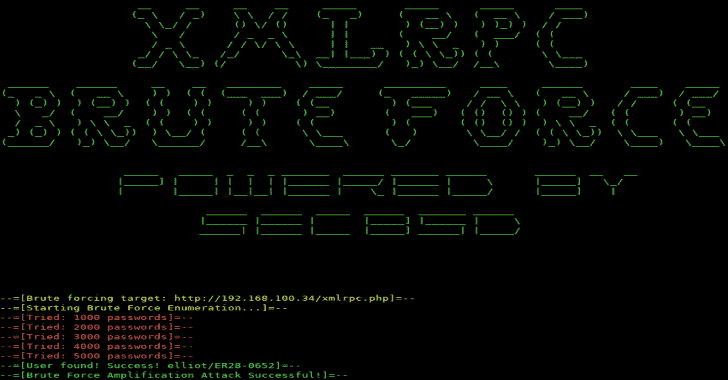 XMLRPC
BRUTE FORCE
POWERED BY
SECBSD
--=[Brute forcing target: http://192.168.100.34/xmlrpc.php]=--
--=[Starting Brute Force Enumeration...]=--
--=[Tried: 1000 passwords]=--
--=[Tried: 2000 passwords]=--
--=[Tried: 3000 passwords]=--
--=[Tried: 4000 passwords]=--
--=[Tried: 5000 passwords]=--
--=[User found! Success! elliot/ER28-0652]=--
--=[Brute Force Amplification Attack Successful!]=--